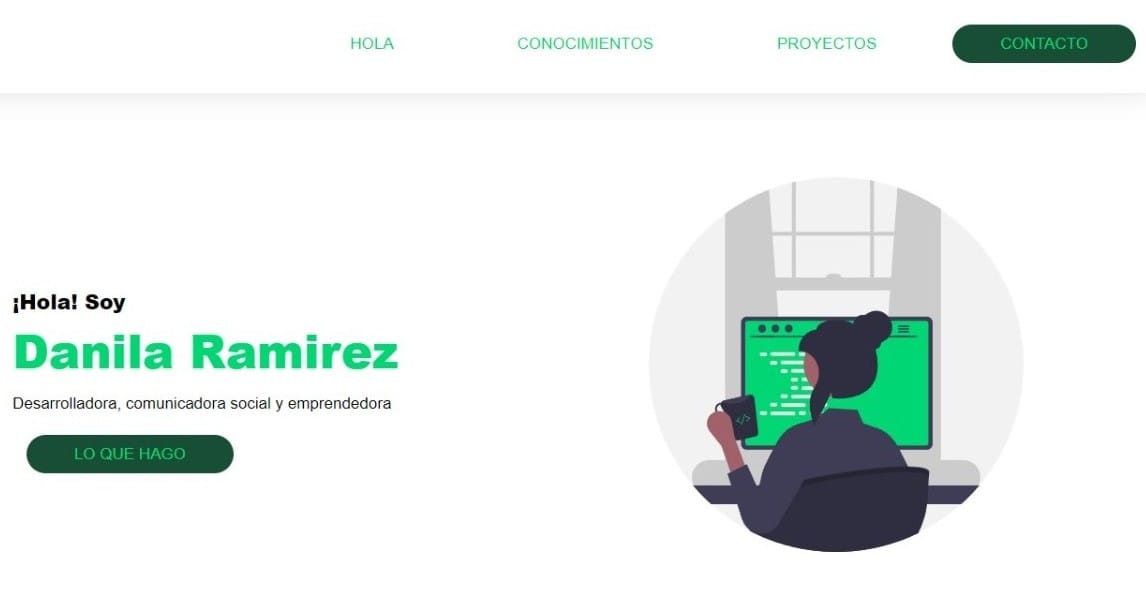 HOLA CONOCIMIENTOS PROYECTOS CONTACTO
¡Hola! Soy
Danila Ramirez
Desarrolladora, comunicadora social y emprendedora
LO QUE HAGO
</>